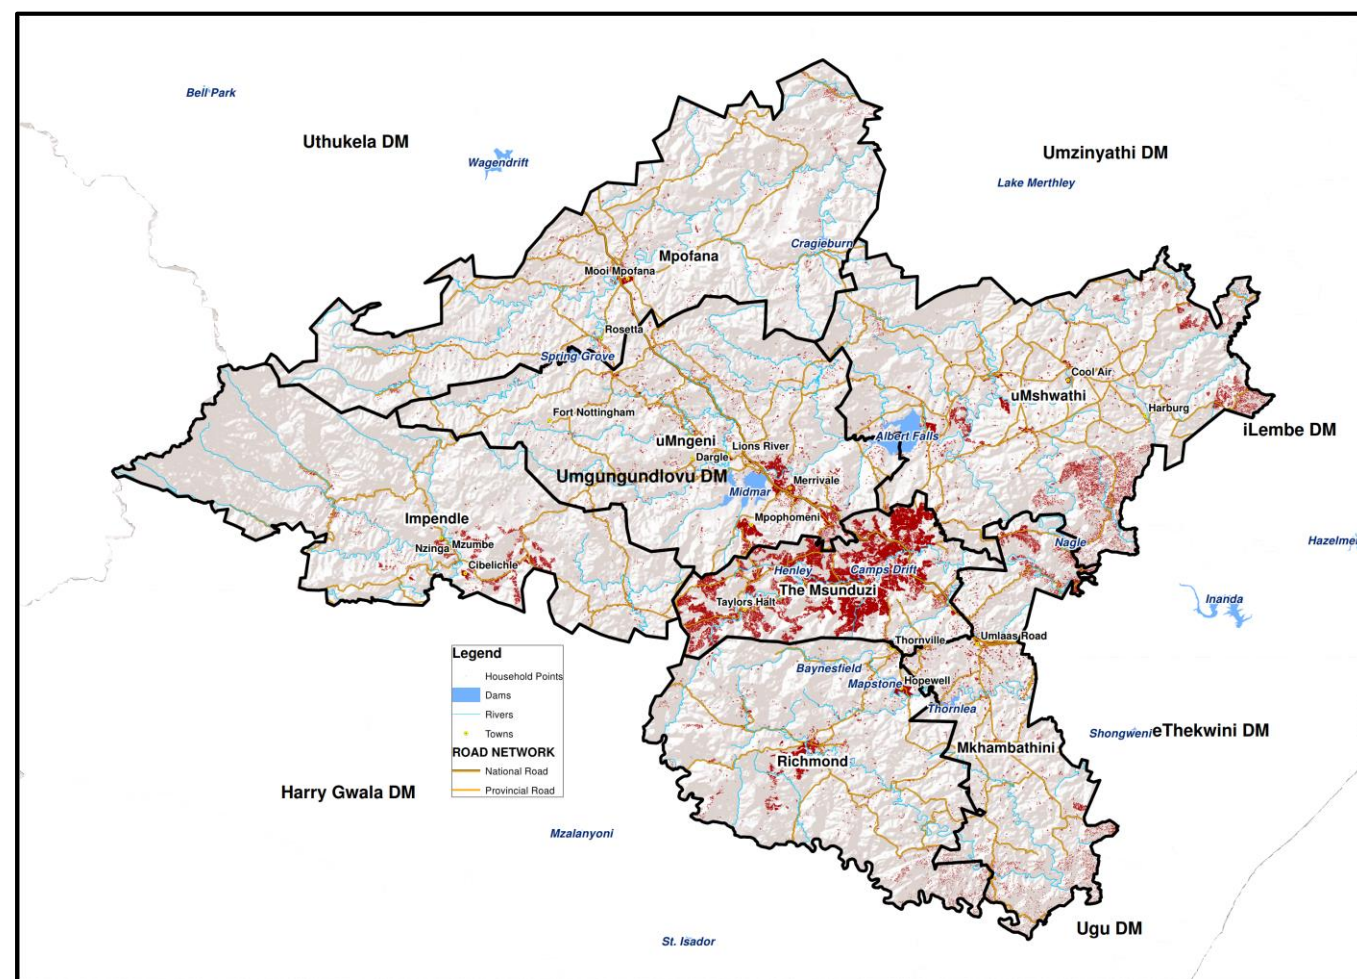 Bell Park
Uthukela DM
Wagendrift
Umzinyathi DM
Lake Merthley
Cragieburn
Mpofana
Mooi Mpofana
Rosetta
Spring Grove
Cool Air
uMshwathi
Harburg
Fort Nottingham
iLembe DM
Albert Falls
uMngeni
Lions River
Dargle
Umgungundlovu DM
Merrivale
Midmar
Impendle
Mpophomeni
Nzinga
Mzumbe
Nagle
Hazelme
Cibelichle
Henley
Camps Drift
The Msunduzi
Taylors Halt
Inanda
Thornville
Umlaas Road
Legend
Household Points
Dams
Rivers
Towns
ROAD NETWORK
National Road
Provincial Road
Baynesfield
Mapstone
Hopewell
Thornlea
Shongweni
eThekwini DM
Mkhambathini
Richmond
Harry Gwala DM
Mzalanyoni
Ugu DM
St. Isador